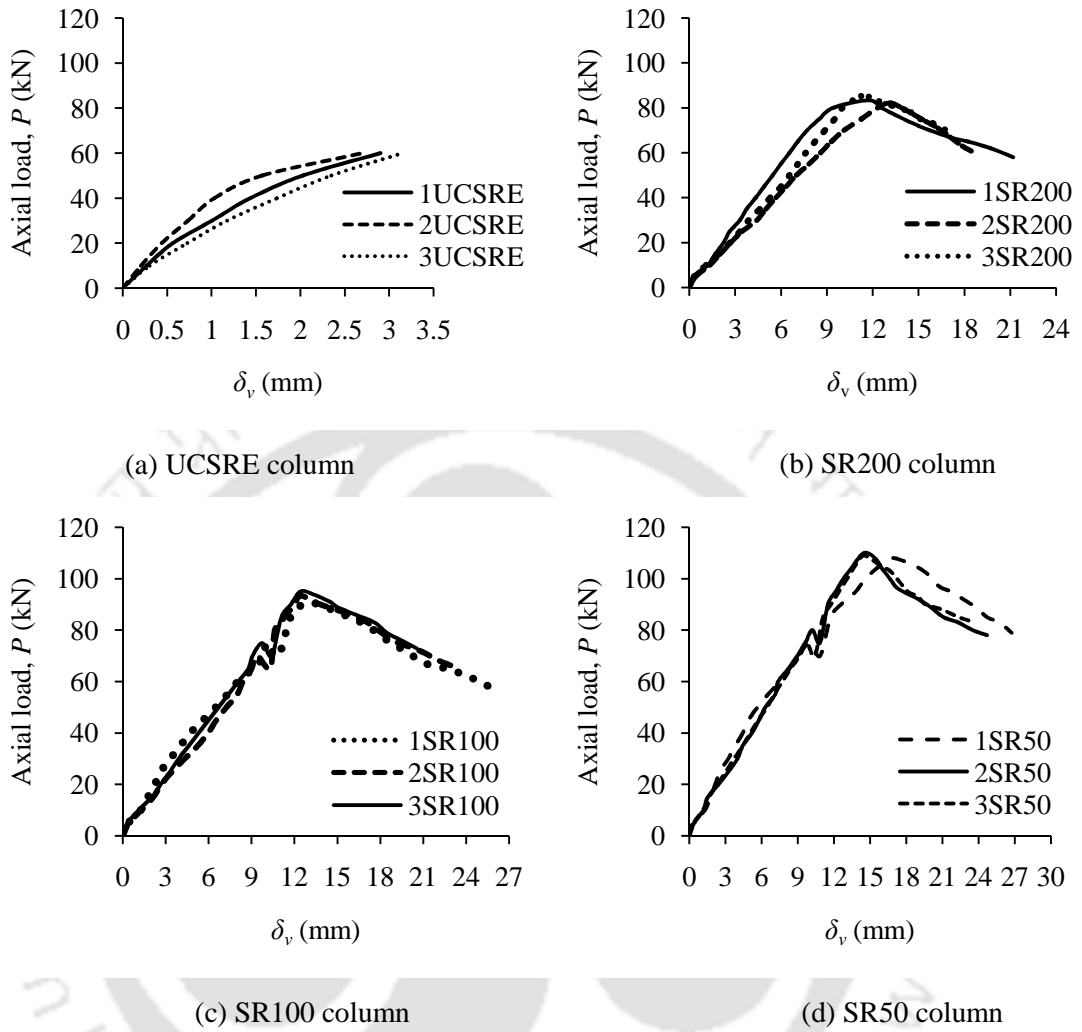 120
100
80
60
40
20
0
Axial load, P (kN)
1UCSRE
2UCSRE
3UCSRE
0 0.5 1 1.5 2 2.5 3 3.5
δv (mm)
(a) UCSRE column
120
100
80
60
40
20
0
Axial load, P (kN)
1SR200
2SR200
3SR200
0 3 6 9 12 15 18 21 24
δv (mm)
(b) SR200 column
120
100
80
60
40
20
0
Axial load, P (kN)
1SR100
2SR100
3SR100
0 3 6 9 12 15 18 21 24 27
δv (mm)
(c) SR100 column
120
100
80
60
40
20
0
Axial load, P (kN)
1SR50
2SR50
3SR50
0 3 6 9 12 15 18 21 24 27 30
δv (mm)
(d) SR50 column